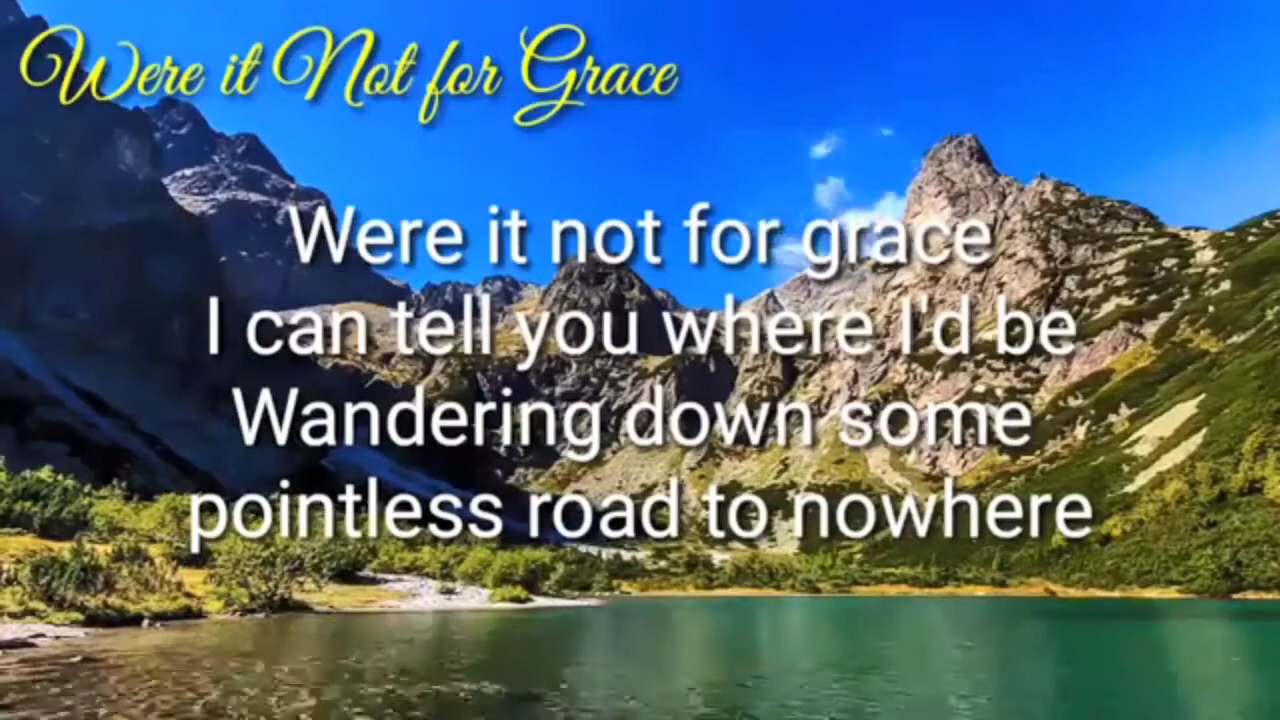 Were it Not for Grace
Were it not for grace
I can tell you where I'd be
Wandering down some
pointless road to nowhere